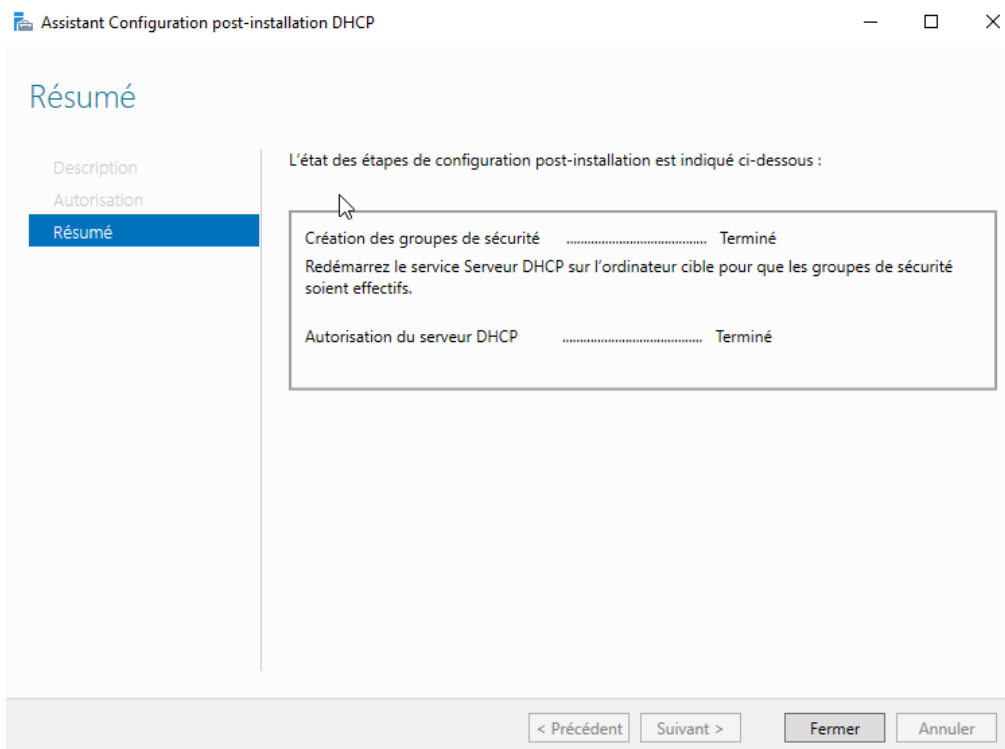 Assistant Configuration post-installation DHCP
Résumé
Description
Autorisation
Résumé
L'état des étapes de configuration post-installation est indiqué ci-dessous :
Création des groupes de sécurité ........................................ Terminé
Redémarrez le service Serveur DHCP sur l'ordinateur cible pour que les groupes de sécurité
soient effectifs.
Autorisation du serveur DHCP ........................................ Terminé
< Précédent
Suivant >
Fermer
Annuler